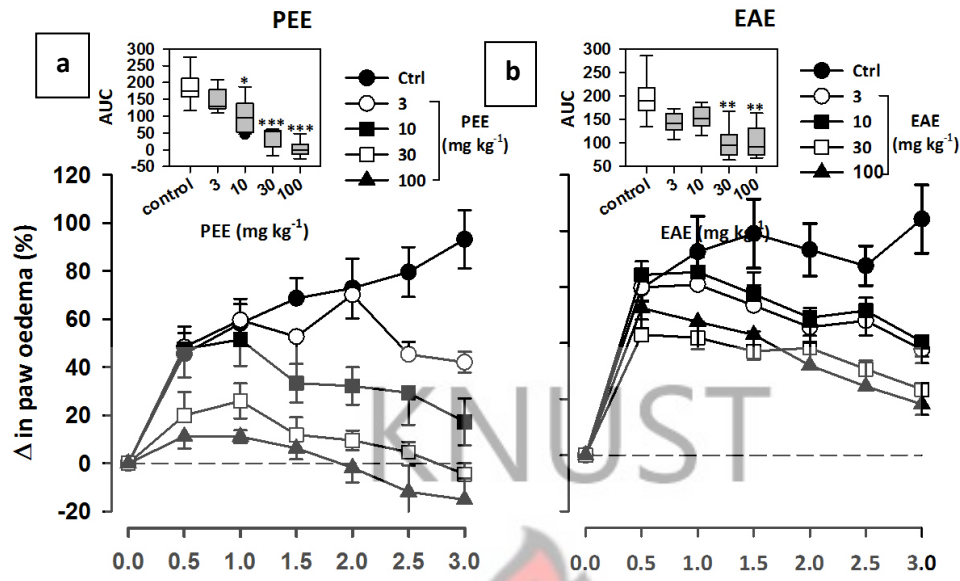 PEE
a
AUC
300
250
200
150
100
50
0
-50
*
***
***
control
3
10
30
100
PEE (mg kg-1)
Ctrl
3
10
30
100
PEE
(mg kg-1)
Δ in paw oedema (%)
120
100
80
60
40
20
0
-20
0.0 0.5 1.0 1.5 2.0 2.5 3.0
EAE
b
AUC
300
250
200
150
100
50
**
**
control
3
10
30
100
EAE (mg kg-1)
Ctrl
3
10
30
100
EAE
(mg kg-1)
0.0 0.5 1.0 1.5 2.0 2.5 3.0
KNUST